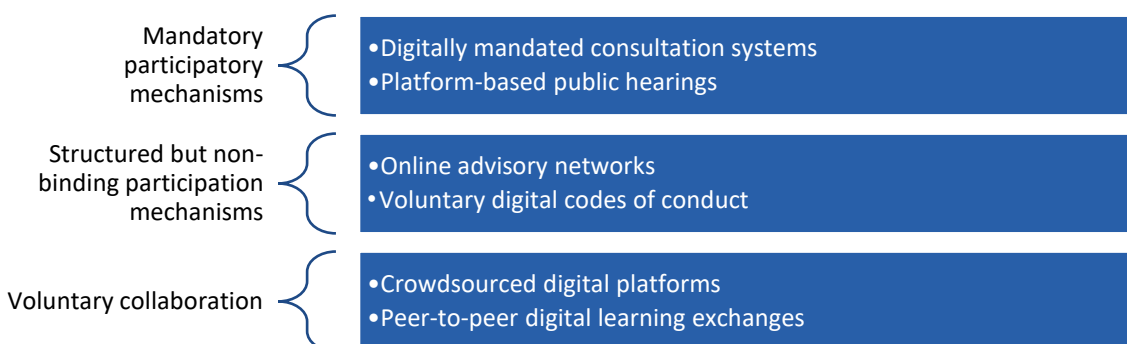 Mandatory
participatory
mechanisms
•Digitally mandated consultation systems
•Platform-based public hearings
Structured but non-
binding participation
mechanisms
•Online advisory networks
•Voluntary digital codes of conduct
Voluntary collaboration
•Crowdsourced digital platforms
•Peer-to-peer digital learning exchanges